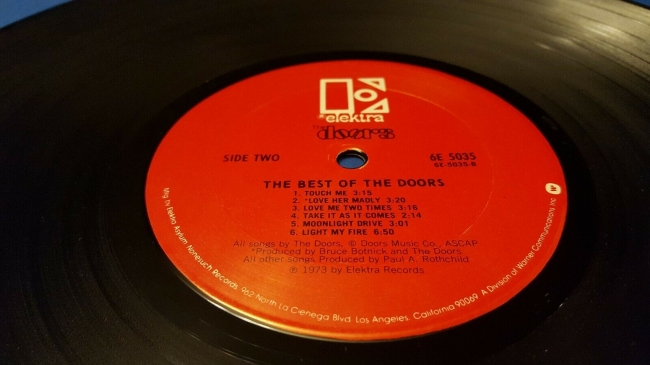 elektra
the doors
SIDE TWO
6E 5035
6E-5035-B
THE BEST OF THE DOORS
1. TOUCH ME 3:15
2. *LOVE HER MADLY 3:20
3. LOVE ME TWO TIMES 3:16
4. TAKE IT AS IT COMES 2:14
5. MOONLIGHT DRIVE 3:01
6. LIGHT MY FIRE 6:50
All songs by The Doors, © Doors Music Co., ASCAP
*Produced by Bruce Botnick and The Doors.
All other songs Produced by Paul A. Rothchild
℗ 1973 by Elektra Records
Mfg. by Elektra/Asylum/Nonesuch Records 962 North La Cienega Blvd. Los Angeles, California 90069 A Division of Warner Communications Inc.